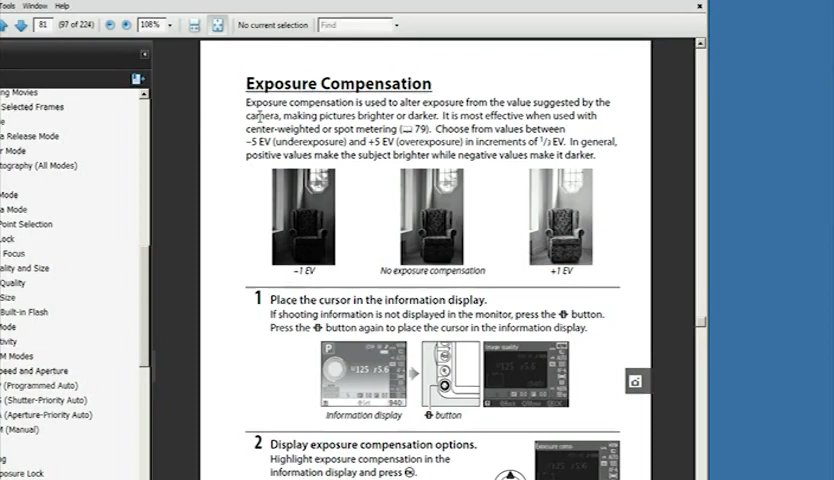 Tools Window Help
81 (97 of 224) 108% No current selection Find
ng Movies
Selected Frames
e
a Release Mode
r Mode
tography (All Modes)
Mode
a Mode
Point Selection
Lock
Focus
ality and Size
Quality
Size
Built-in Flash
Mode
tivity
M Modes
peed and Aperture
(Programmed Auto)
S (Shutter-Priority Auto)
A (Aperture-Priority Auto)
M (Manual)
ng
posure Lock
Exposure Compensation
Exposure compensation is used to alter exposure from the value suggested by the
camera, making pictures brighter or darker. It is most effective when used with
center-weighted or spot metering (79). Choose from values between
–5 EV (underexposure) and +5 EV (overexposure) in increments of 1/3 EV. In general,
positive values make the subject brighter while negative values make it darker.
–1 EV No exposure compensation +1 EV
1 Place the cursor in the information display.
If shooting information is not displayed in the monitor, press the button.
Press the button again to place the cursor in the information display.
P
125 F5.6
940
Information display button
2 Display exposure compensation options.
Highlight exposure compensation in the
information display and press OK.